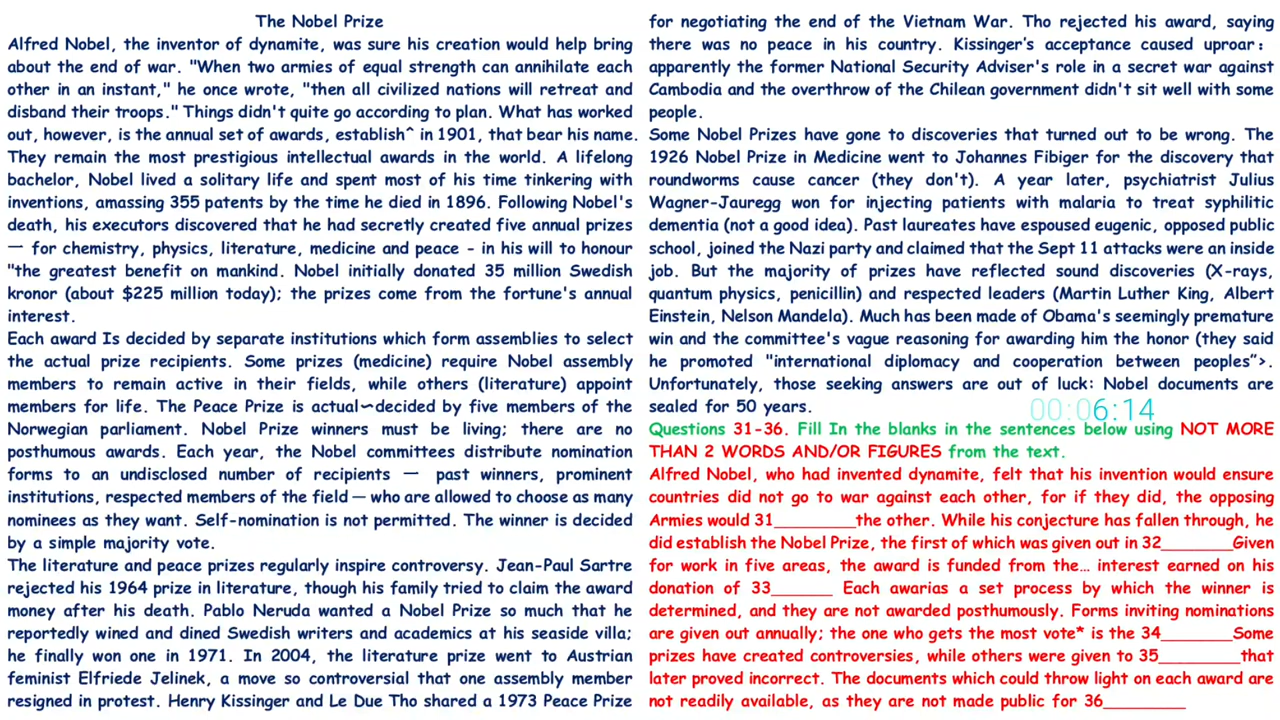 The Nobel Prize
Alfred Nobel, the inventor of dynamite, was sure his creation would help bring
about the end of war. "When two armies of equal strength can annihilate each
other in an instant," he once wrote, "then all civilized nations will retreat and
disband their troops." Things didn't quite go according to plan. What has worked
out, however, is the annual set of awards, establish^ in 1901, that bear his name.
They remain the most prestigious intellectual awards in the world. A lifelong
bachelor, Nobel lived a solitary life and spent most of his time tinkering with
inventions, amassing 355 patents by the time he died in 1896. Following Nobel's
death, his executors discovered that he had secretly created five annual prizes
一 for chemistry, physics, literature, medicine and peace - in his will to honour
"the greatest benefit on mankind. Nobel initially donated 35 million Swedish
kronor (about $225 million today); the prizes come from the fortune's annual
interest.
Each award Is decided by separate institutions which form assemblies to select
the actual prize recipients. Some prizes (medicine) require Nobel assembly
members to remain active in their fields, while others (literature) appoint
members for life. The Peace Prize is actual~decided by five members of the
Norwegian parliament. Nobel Prize winners must be living; there are no
posthumous awards. Each year, the Nobel committees distribute nomination
forms to an undisclosed number of recipients 一 past winners, prominent
institutions, respected members of the field — who are allowed to choose as many
nominees as they want. Self-nomination is not permitted. The winner is decided
by a simple majority vote.
The literature and peace prizes regularly inspire controversy. Jean-Paul Sartre
rejected his 1964 prize in literature, though his family tried to claim the award
money after his death. Pablo Neruda wanted a Nobel Prize so much that he
reportedly wined and dined Swedish writers and academics at his seaside villa;
he finally won one in 1971. In 2004, the literature prize went to Austrian
feminist Elfriede Jelinek, a move so controversial that one assembly member
resigned in protest. Henry Kissinger and Le Due Tho shared a 1973 Peace Prize
for negotiating the end of the Vietnam War. Tho rejected his award, saying
there was no peace in his country. Kissinger's acceptance caused uproar：
apparently the former National Security Adviser's role in a secret war against
Cambodia and the overthrow of the Chilean government didn't sit well with some
people.
Some Nobel Prizes have gone to discoveries that turned out to be wrong. The
1926 Nobel Prize in Medicine went to Johannes Fibiger for the discovery that
roundworms cause cancer (they don't). A year later, psychiatrist Julius
Wagner-Jauregg won for injecting patients with malaria to treat syphilitic
dementia (not a good idea). Past laureates have espoused eugenic, opposed public
school, joined the Nazi party and claimed that the Sept 11 attacks were an inside
job. But the majority of prizes have reflected sound discoveries (X-rays,
quantum physics, penicillin) and respected leaders (Martin Luther King, Albert
Einstein, Nelson Mandela). Much has been made of Obama's seemingly premature
win and the committee's vague reasoning for awarding him the honor (they said
he promoted "international diplomacy and cooperation between peoples”>.
Unfortunately, those seeking answers are out of luck: Nobel documents are
sealed for 50 years.
00:06:14
Questions 31-36. Fill In the blanks in the sentences below using NOT MORE
THAN 2 WORDS AND/OR FIGURES from the text.
Alfred Nobel, who had invented dynamite, felt that his invention would ensure
countries did not go to war against each other, for if they did, the opposing
Armies would 31________the other. While his conjecture has fallen through, he
did establish the Nobel Prize, the first of which was given out in 32_______Given
for work in five areas, the award is funded from the… interest earned on his
donation of 33______ Each awarias a set process by which the winner is
determined, and they are not awarded posthumously. Forms inviting nominations
are given out annually; the one who gets the most vote* is the 34_______Some
prizes have created controversies, while others were given to 35________that
later proved incorrect. The documents which could throw light on each award are
not readily available, as they are not made public for 36________